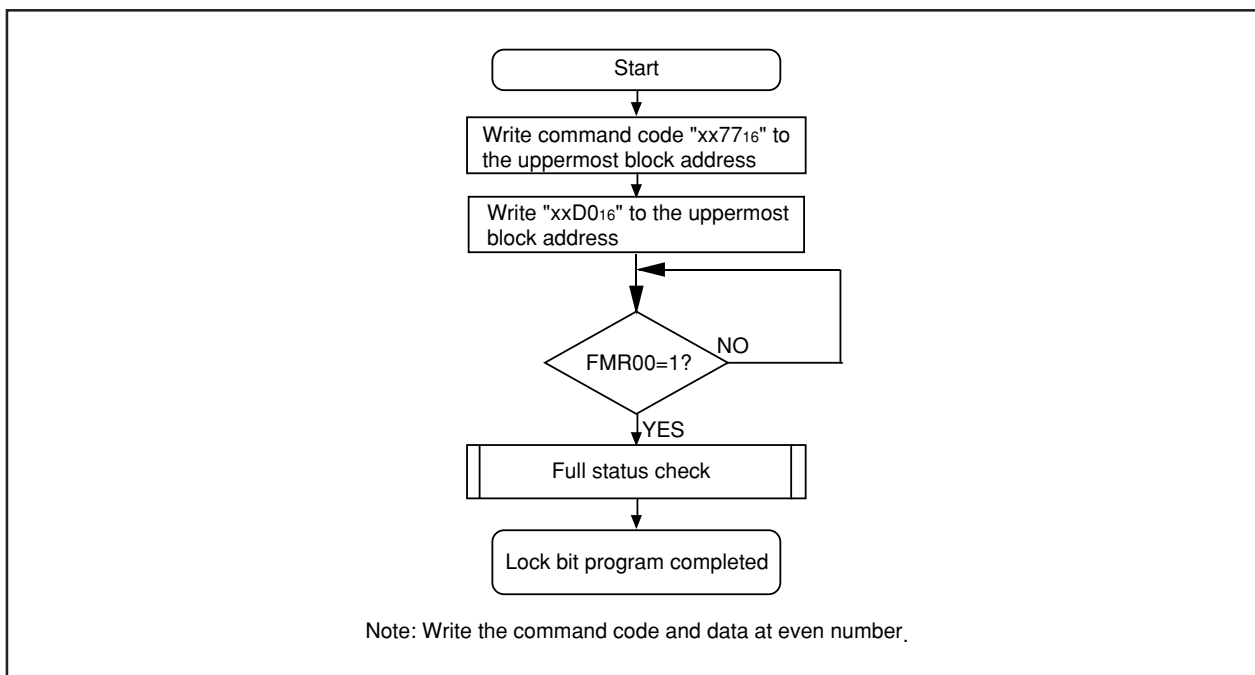 Start
Write command code "xx77₁₆" to
the uppermost block address
Write "xxD0₁₆" to the uppermost
block address
FMR00=1?
NO
YES
Full status check
Lock bit program completed
Note: Write the command code and data at even number.